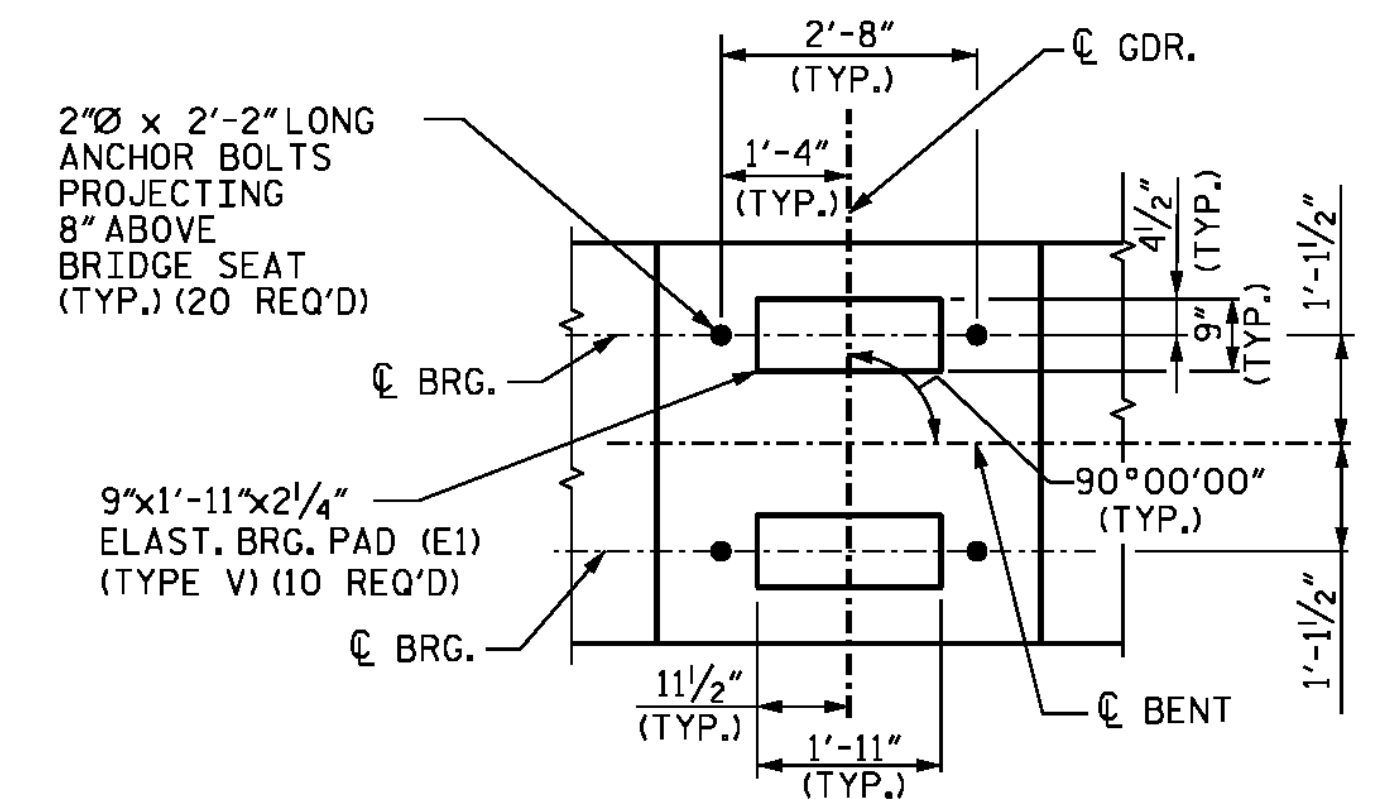 2'-8"
(TYP.)
℄ GDR.
2"Ø x 2'-2" LONG
ANCHOR BOLTS
PROJECTING
8" ABOVE
BRIDGE SEAT
(TYP.) (20 REQ'D)
1'-4"
(TYP.)
4½"
(TYP.)
1'-1½"
9"
(TYP.)
℄ BRG.
9"x1'-11"x2¼"
ELAST. BRG. PAD (E1)
(TYPE V) (10 REQ'D)
90°00'00"
(TYP.)
℄ BRG.
1'-1½"
11½"
(TYP.)
℄ BENT
1'-11"
(TYP.)